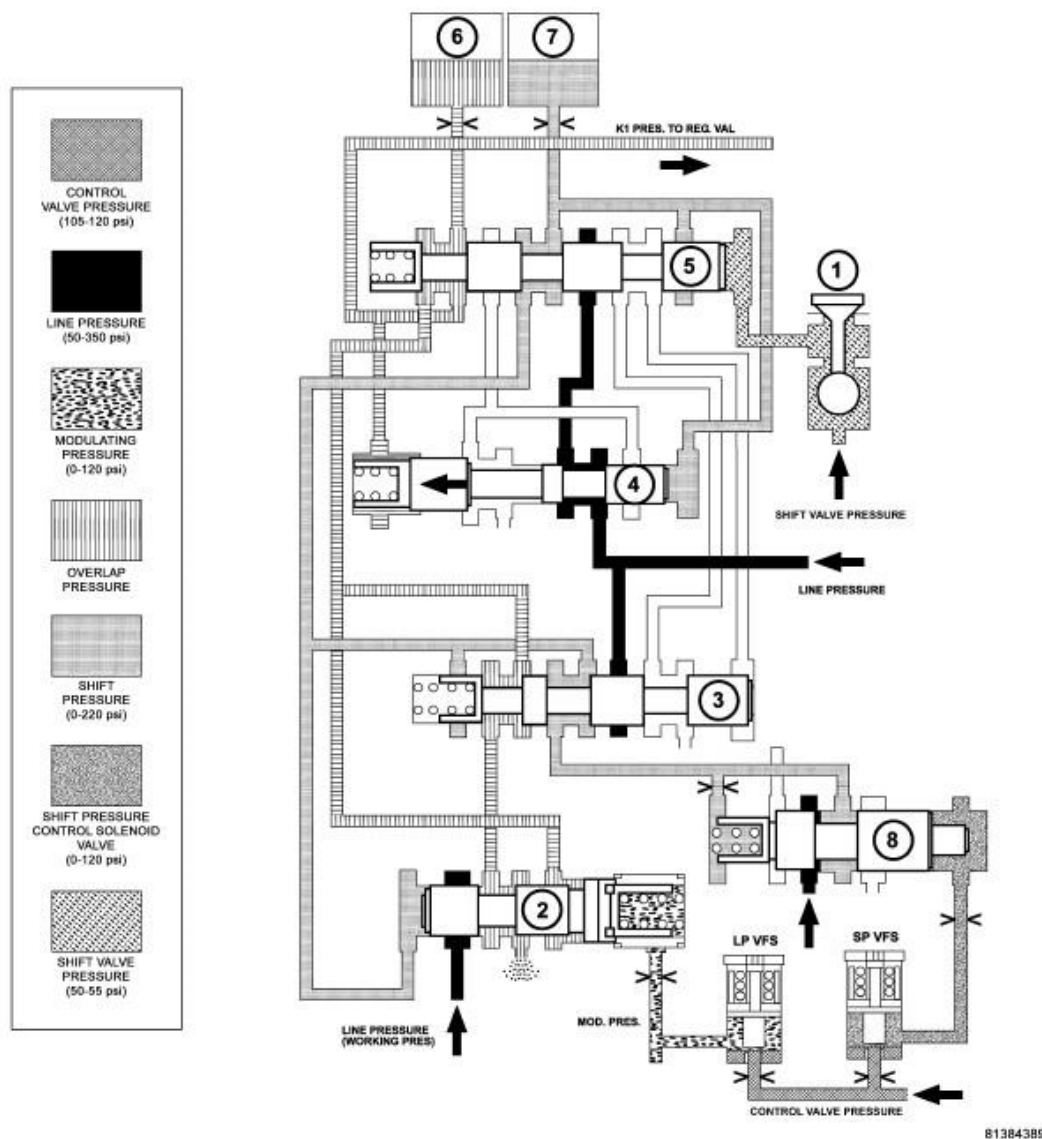 6
7
K1 PRES. TO REG. VAL
CONTROL
VALVE PRESSURE
(105-120 psi)
5
1
LINE PRESSURE
(50-350 psi)
MODULATING
PRESSURE
(0-120 psi)
4
SHIFT VALVE PRESSURE
LINE PRESSURE
OVERLAP
PRESSURE
3
SHIFT
PRESSURE
(0-220 psi)
SHIFT PRESSURE
CONTROL SOLENOID
VALVE
(0-120 psi)
8
2
LP VFS
SP VFS
SHIFT VALVE
PRESSURE
(50-55 psi)
LINE PRESSURE
(WORKING PRES)
MOD. PRES.
CONTROL VALVE PRESSURE
81384389